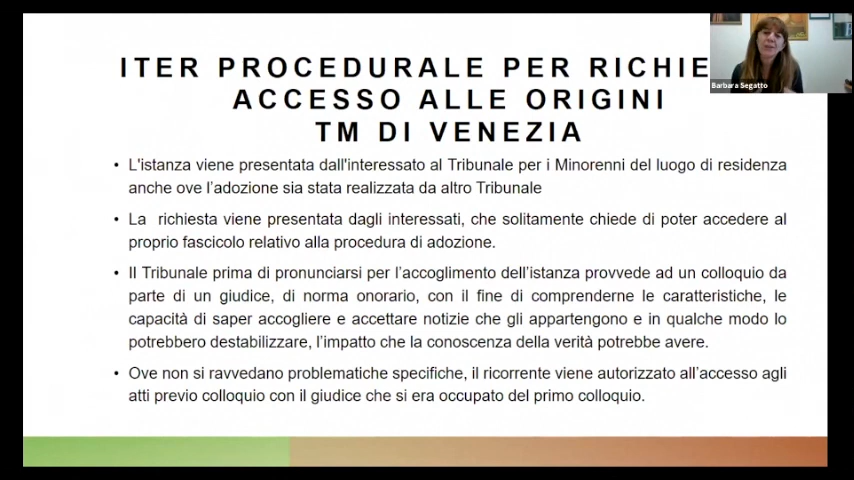 ITER PROCEDURALE PER RICHIE
ACCESSO ALLE ORIGINI
TM DI VENEZIA
Barbara Segatto
• L'istanza viene presentata dall'interessato al Tribunale per i Minorenni del luogo di residenza
anche ove l'adozione sia stata realizzata da altro Tribunale
• La richiesta viene presentata dagli interessati, che solitamente chiede di poter accedere al
proprio fascicolo relativo alla procedura di adozione.
• Il Tribunale prima di pronunciarsi per l'accoglimento dell'istanza provvede ad un colloquio da
parte di un giudice, di norma onorario, con il fine di comprenderne le caratteristiche, le
capacità di saper accogliere e accettare notizie che gli appartengono e in qualche modo lo
potrebbero destabilizzare, l'impatto che la conoscenza della verità potrebbe avere.
• Ove non si ravvedano problematiche specifiche, il ricorrente viene autorizzato all'accesso agli
atti previo colloquio con il giudice che si era occupato del primo colloquio.